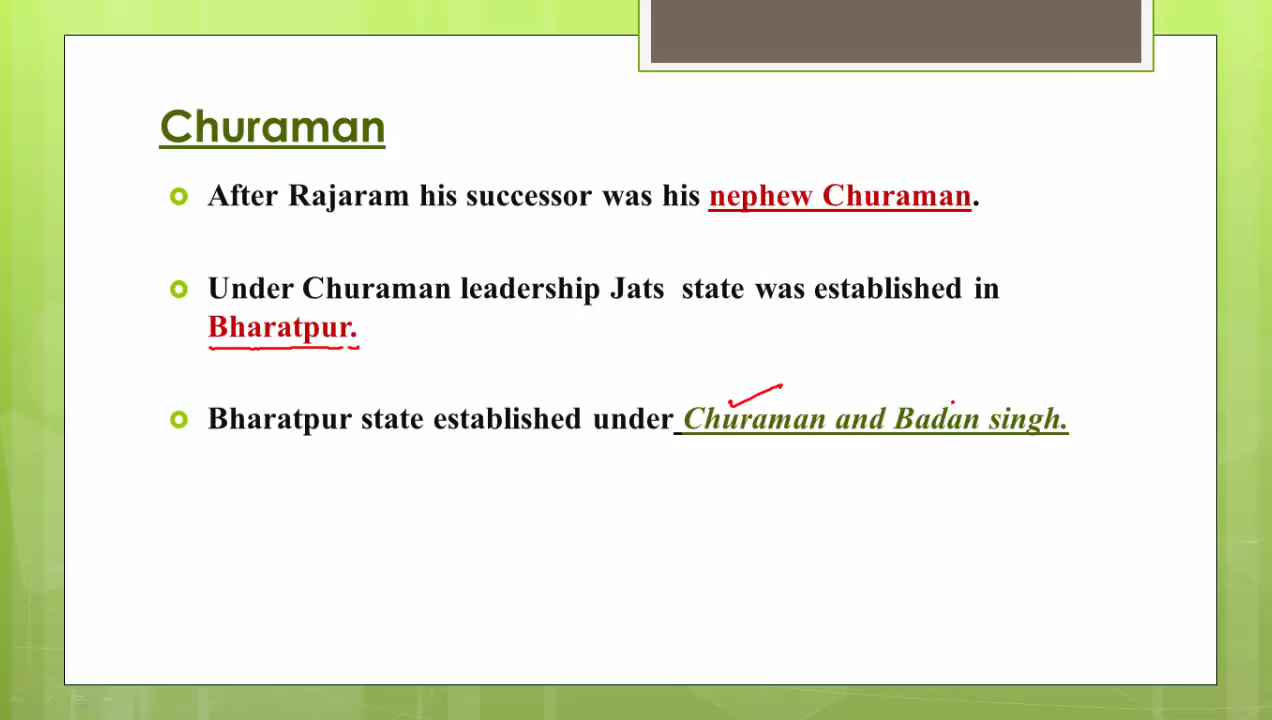 Churaman
After Rajaram his successor was his nephew Churaman.
Under Churaman leadership Jats state was established in
Bharatpur.
Bharatpur state established under Churaman and Badan singh.